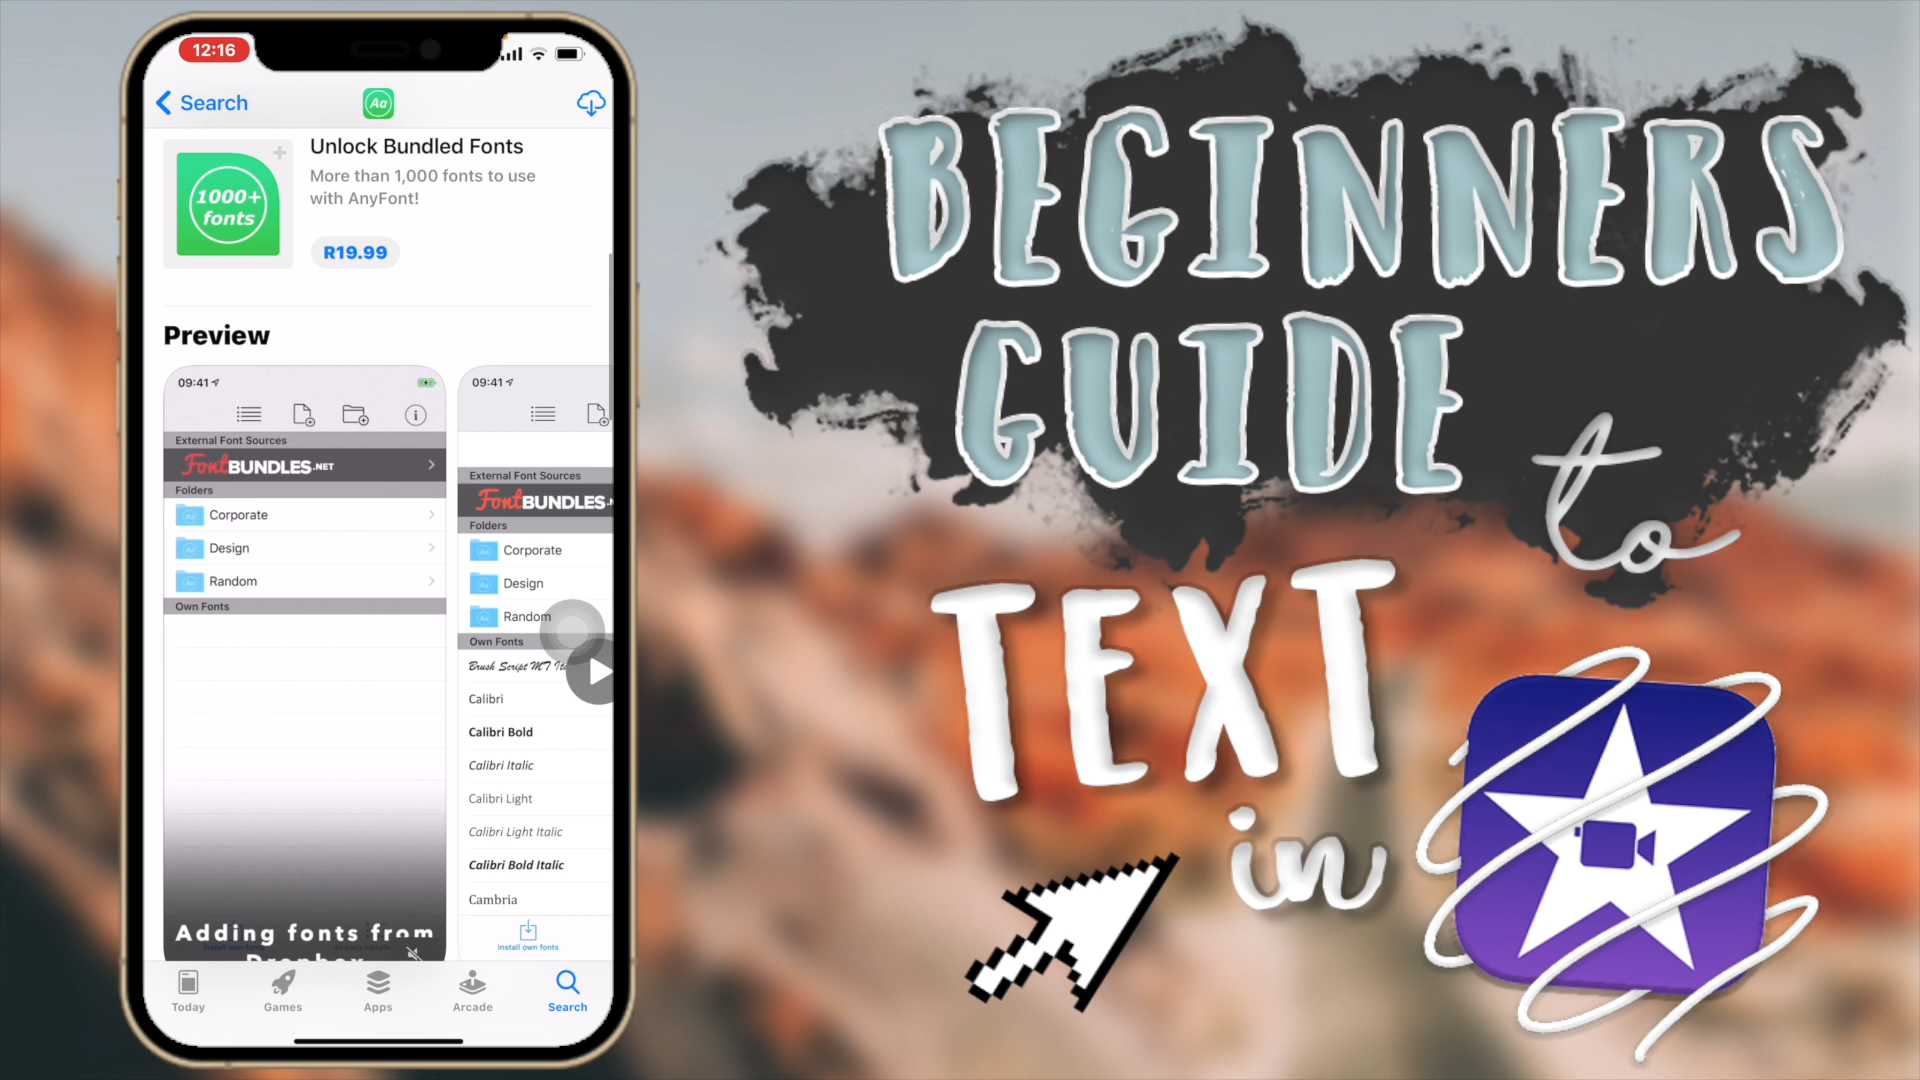 12:16
Search
Aa
1000+
fonts
Unlock Bundled Fonts
More than 1,000 fonts to use
with AnyFont!
R19.99
Preview
09:41
External Font Sources
FontBUNDLES.NET
Folders
Corporate
Design
Random
Own Fonts
Adding fonts from
Dropbox
09:41
External Font Sources
FontBUNDLES.
Folders
Corporate
Design
Random
Own Fonts
Brush Script MT Ita
Calibri
Calibri Bold
Calibri Italic
Calibri Light
Calibri Light Italic
Calibri Bold Italic
Cambria
Install own fonts
Today
Games
Apps
Arcade
Search
BEGINNERS
GUIDE
to
TEXT
in